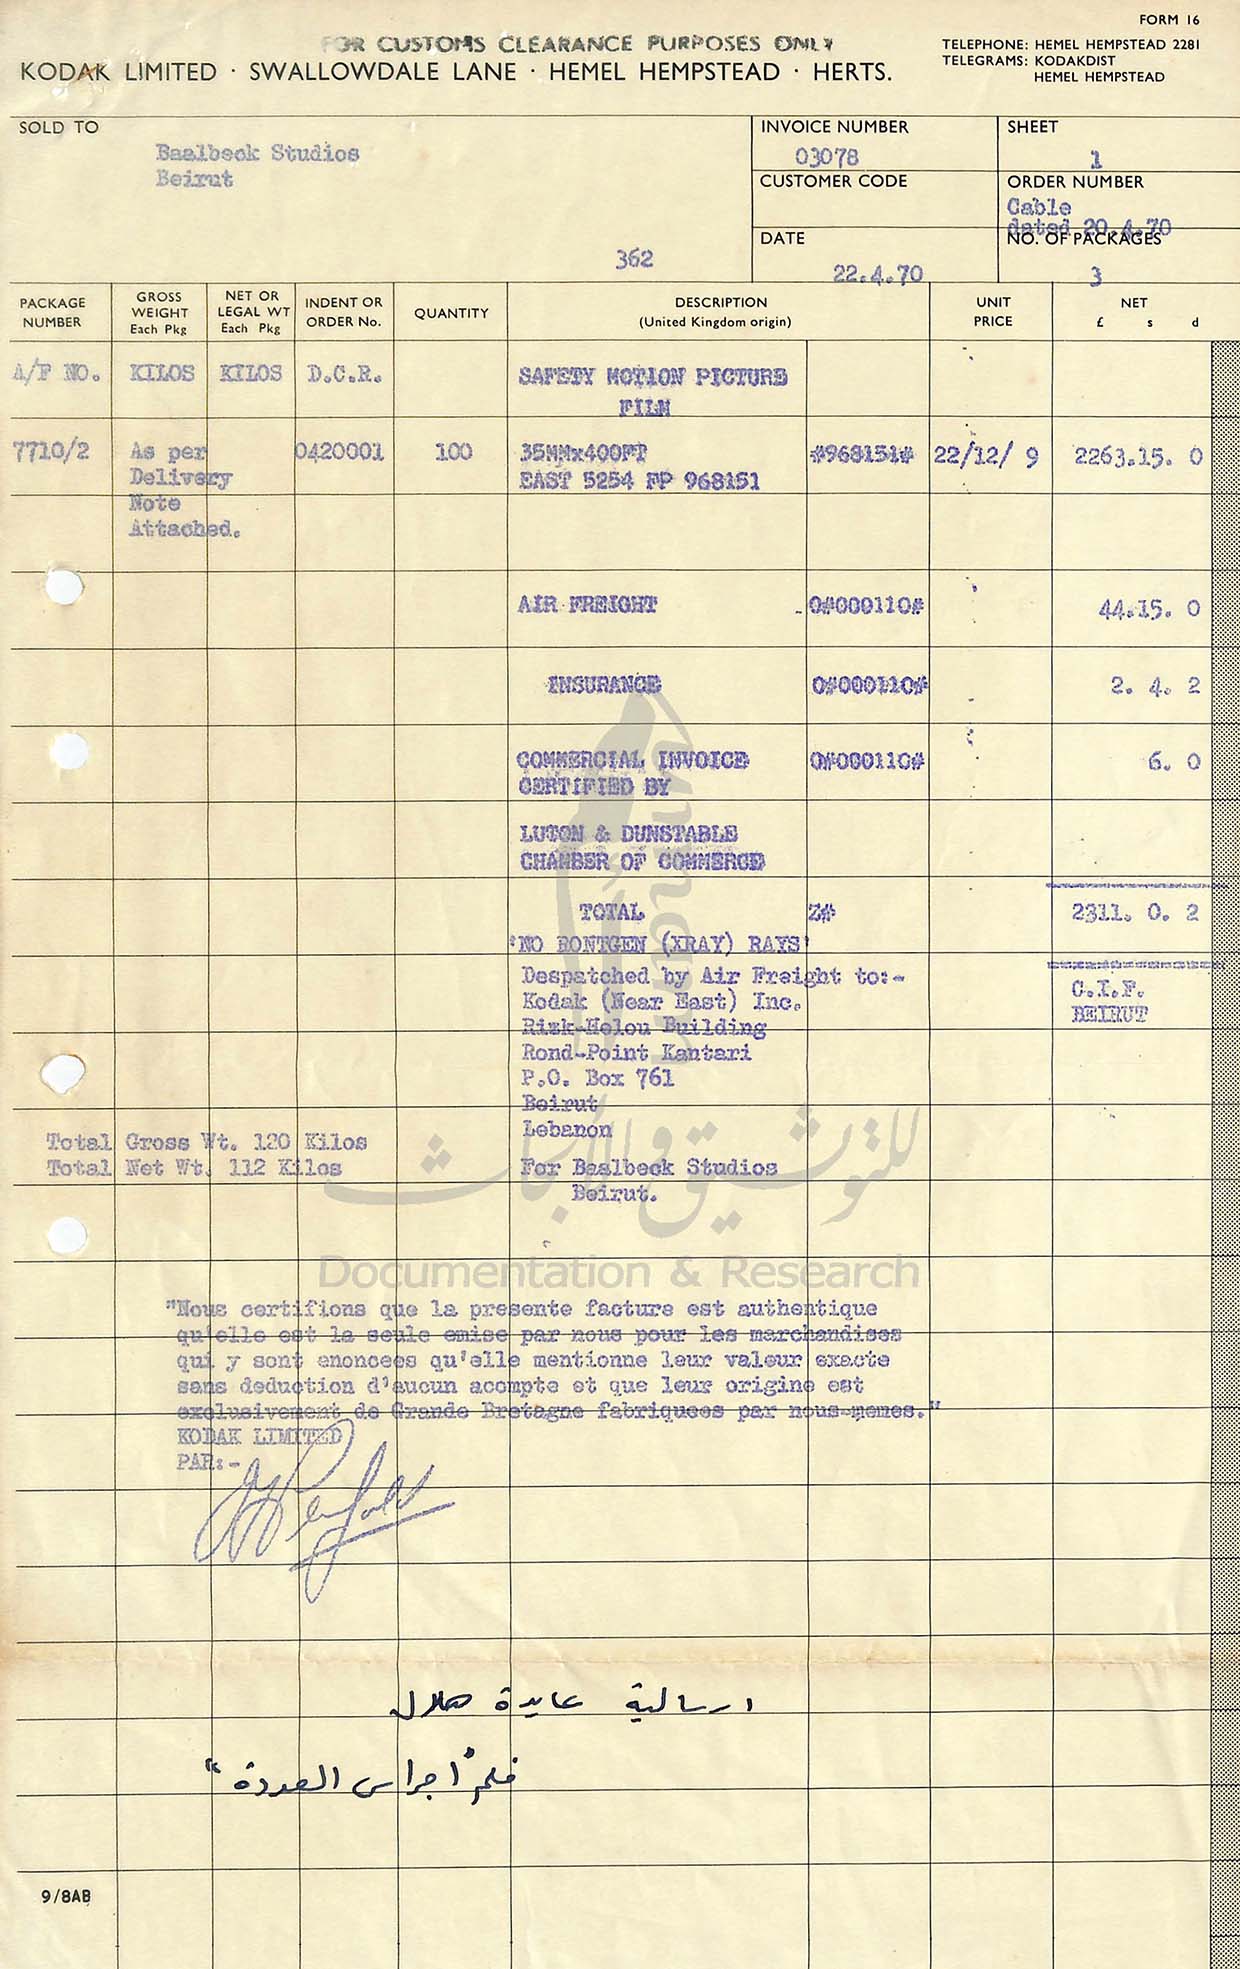 FORM 16
FOR CUSTOMS CLEARANCE PURPOSES ONLY
KODAK LIMITED · SWALLOWDALE LANE · HEMEL HEMPSTEAD · HERTS.
TELEPHONE: HEMEL HEMPSTEAD 2281
TELEGRAMS: KODAKDIST
HEMEL HEMPSTEAD
SOLD TO
Baalbeck Studios
Beirut
362
INVOICE NUMBER
03078
SHEET
1
CUSTOMER CODE
ORDER NUMBER
Cable
dated 20.4.70
DATE
22.4.70
NO. OF PACKAGES
3
PACKAGE NUMBER
GROSS WEIGHT Each Pkg
NET OR LEGAL WT Each Pkg
INDENT OR ORDER No.
QUANTITY
DESCRIPTION
(United Kingdom origin)
UNIT PRICE
NET
£ s d
A/F NO. KILOS KILOS D.C.R. SAFETY MOTION PICTURE
FILM
7710/2 As per 0420001 100 35MMx400FT #968151# 22/12/ 9 2263.15. 0
Delivery EAST 5254 FP 968151
Note
Attached.
AIR FREIGHT 0#000110# 44.15. 0
INSURANCE 0#000110# 2. 4. 2
COMMERCIAL INVOICE 0#000110# 6. 0
CERTIFIED BY
LUTON & DUNSTABLE
CHAMBER OF COMMERCE
TOTAL Z# 2311. 0. 2
'NO RONTGEN (XRAY) RAYS'
Despatched by Air Freight to:-
C.I.F.
BEIRUT
Kodak (Near East) Inc.
Rizk-Helou Building
Rond-Point Kantari
P.O. Box 761
Beirut
Lebanon
Total Gross Wt. 120 Kilos
Total Net Wt. 112 Kilos
For Baalbeck Studios
Beirut.
للتوثيق والأبحاث
Documentation & Research
"Nous certifions que la presente facture est authentique
qu'elle est la seule emise par nous pour les marchandises
qui y sont enoncees qu'elle mentionne leur valeur exacte
sans deduction d'aucun acompte et que leur origine est
exclusivement de Grande Bretagne fabriquees par nous-memes."
KODAK LIMITED
PAR:-
ارسالية عايدة هلال
فلم "اجراس العودة"
9/8AB